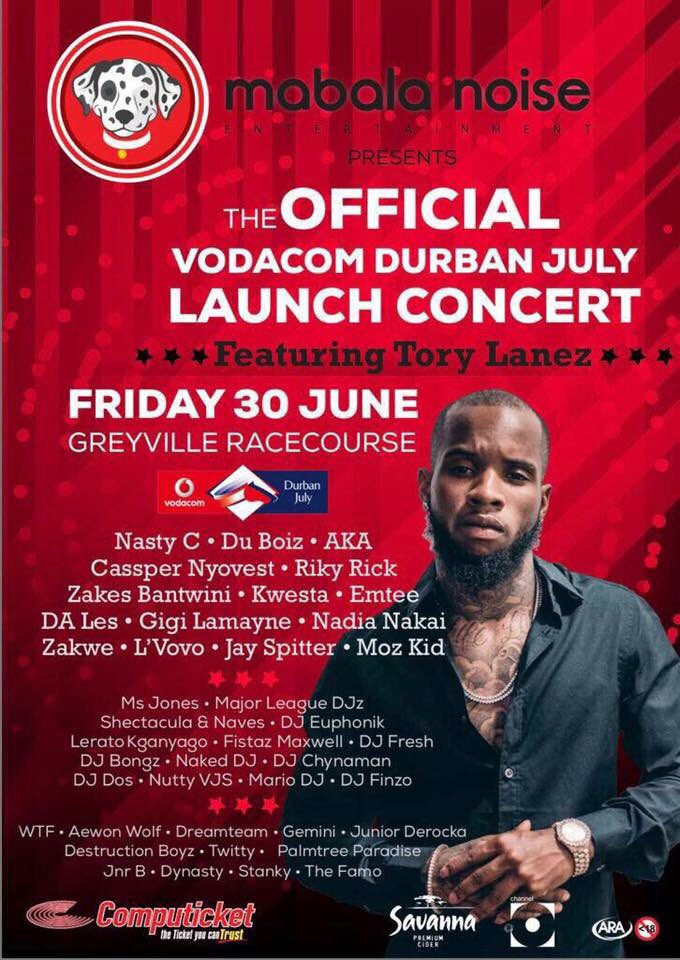 mabala noise
ENTERTAINMENT
PRESENTS
THE OFFICIAL
VODACOM DURBAN JULY
LAUNCH CONCERT
Featuring Tory Lanez
FRIDAY 30 JUNE
GREYVILLE RACECOURSE
vodacom
Durban
July
Nasty C • Du Boiz • AKA
Cassper Nyovest • Riky Rick
Zakes Bantwini • Kwesta • Emtee
DA Les • Gigi Lamayne • Nadia Nakai
Zakwe • L'Vovo • Jay Spitter • Moz Kid
Ms Jones • Major League DJz
Shectacula & Naves • DJ Euphonik
Lerato Kganyago • Fistaz Maxwell • DJ Fresh
DJ Bongz • Naked DJ • DJ Chynaman
DJ Dos • Nutty VJS • Mario DJ • DJ Finzo
WTF • Aewon Wolf • Dreamteam • Gemini • Junior Derocka
Destruction Boyz • Twitty • Palmtree Paradise
Jnr B • Dynasty • Stanky • The Famo
Computicket
the Ticket you can Trust
Savanna
PREMIUM
CIDER
channel
O
ARA
<18